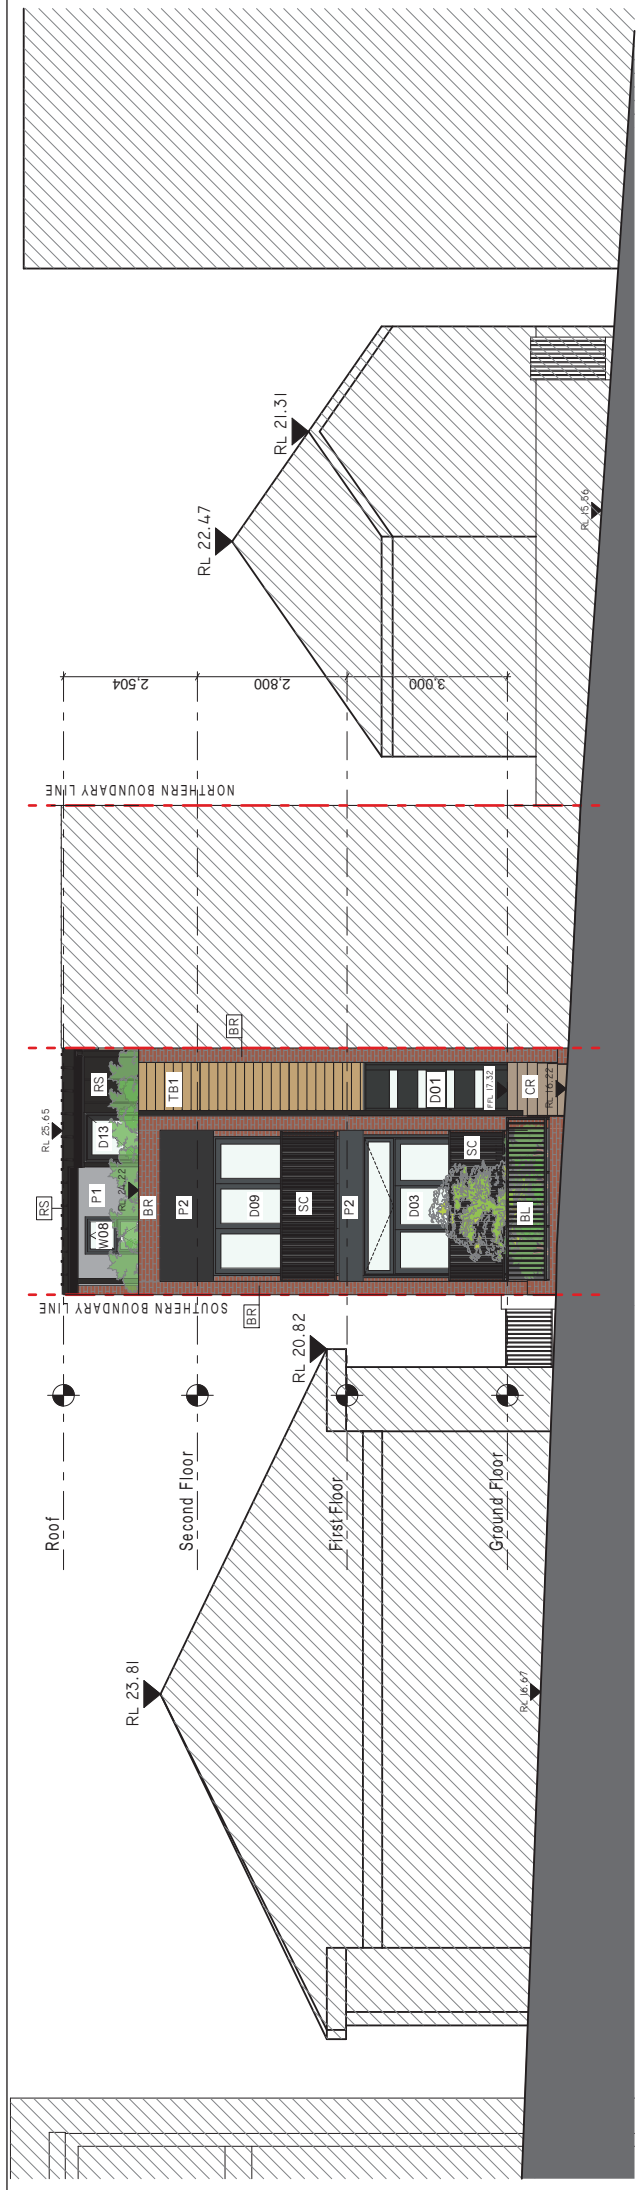 Roof
Second Floor
First Floor
Ground Floor
RL 23.81
RL 20.82
RL 16.67
SOUTHERN BOUNDARY LINE
NORTHERN BOUNDARY LINE
RS
RL 25.65
W08
P1
D13
RS
RL 24.22
BR
TB1
BR
BR
P2
D09
SC
P2
D03
SC
D01
FFL 17.32
CR
RL 16.22
BL
2,504
2,800
3,000
RL 22.47
RL 21.31
RL 15.56